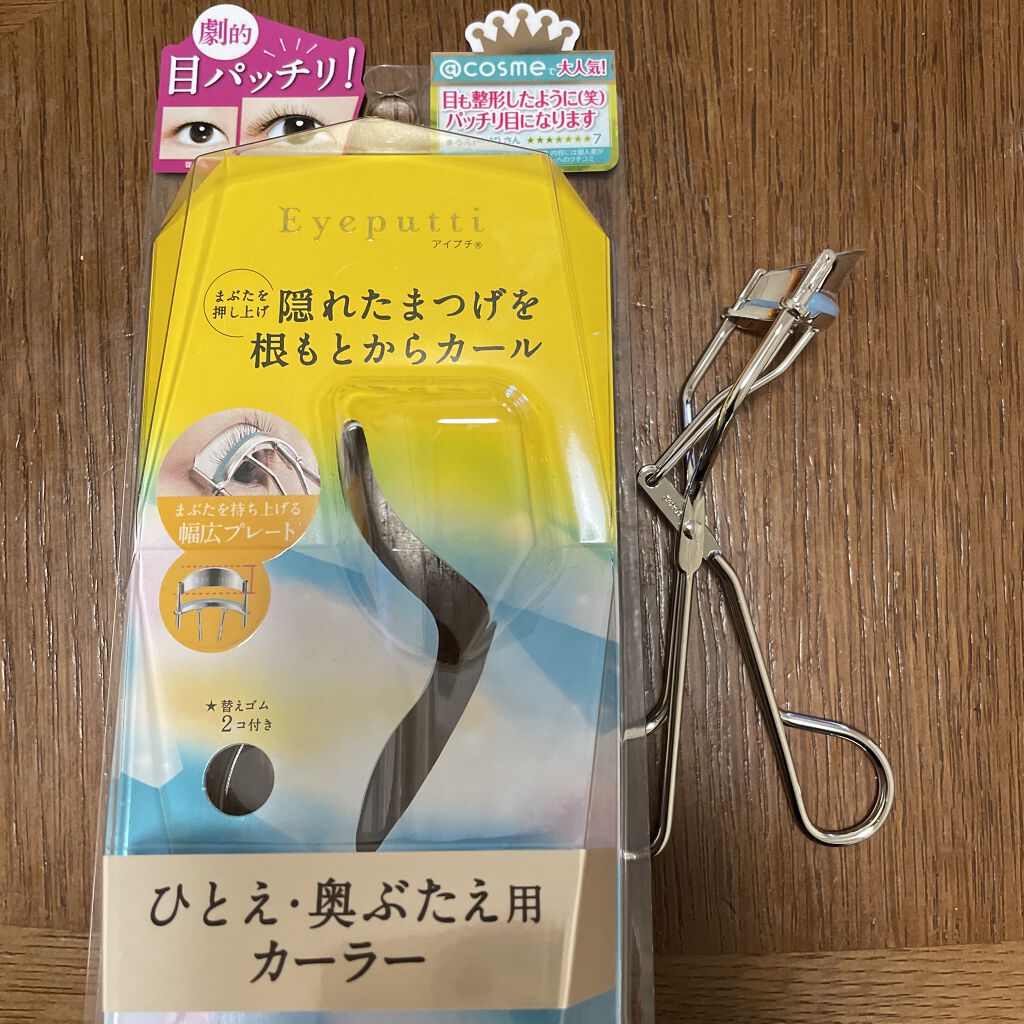 劇的
目パッチリ!
@cosmeで大人気!
目も整形したように(笑)
パッチリ目になります
さん ★★★★★★★7
Eyeputti
アイプチ®
まぶたを
押し上げ
隠れたまつげを
根もとからカール
まぶたを持ち上げる
幅広プレート
Eyeputti
★替えゴム
2コ付き
ひとえ・奥ぶたえ用
カーラー